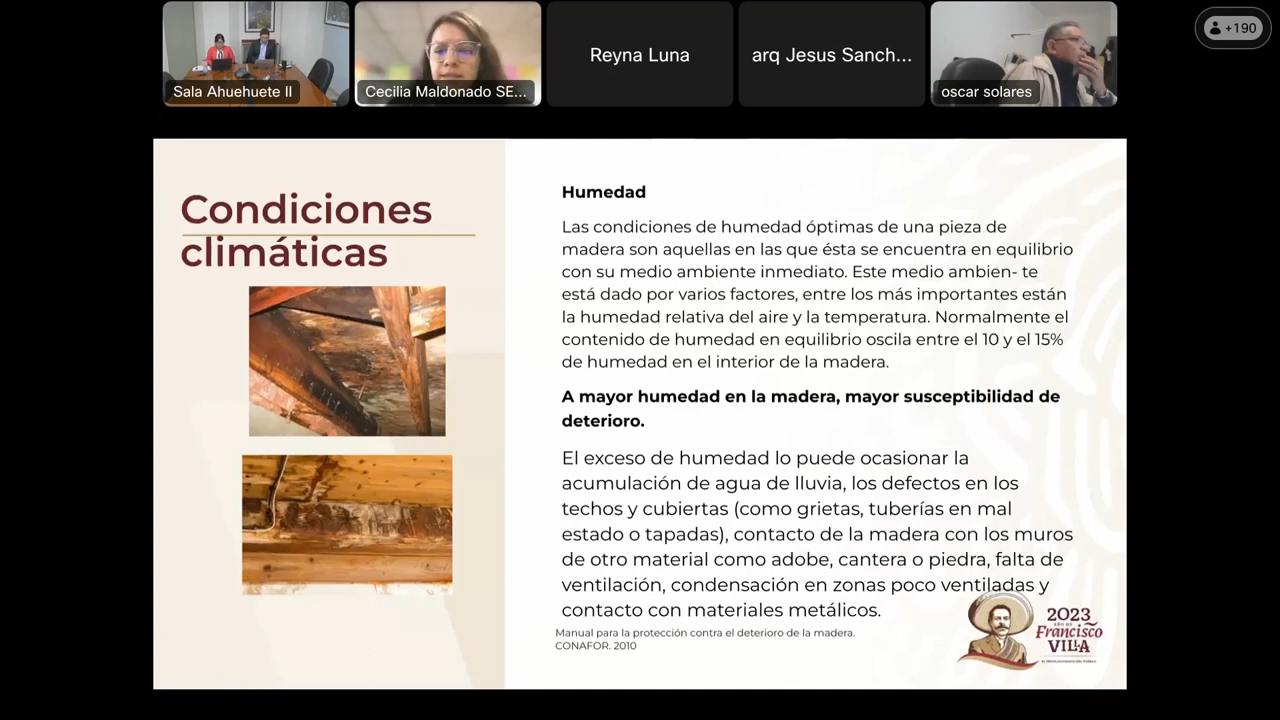 Sala Ahuehuete II
Cecilia Maldonado SE...
Reyna Luna
arq Jesus Sanch...
oscar solares
+190
Condiciones
climáticas
Humedad
Las condiciones de humedad óptimas de una pieza de
madera son aquellas en las que ésta se encuentra en equilibrio
con su medio ambiente inmediato. Este medio ambien- te
está dado por varios factores, entre los más importantes están
la humedad relativa del aire y la temperatura. Normalmente el
contenido de humedad en equilibrio oscila entre el 10 y el 15%
de humedad en el interior de la madera.
A mayor humedad en la madera, mayor susceptibilidad de
deterioro.
El exceso de humedad lo puede ocasionar la
acumulación de agua de lluvia, los defectos en los
techos y cubiertas (como grietas, tuberías en mal
estado o tapadas), contacto de la madera con los muros
de otro material como adobe, cantera o piedra, falta de
ventilación, condensación en zonas poco ventiladas y
contacto con materiales metálicos.
Manual para la protección contra el deterioro de la madera.
CONAFOR. 2010
2023
AÑO DE
Francisco
VILLA
EL REVOLUCIONARIO DEL PUEBLO